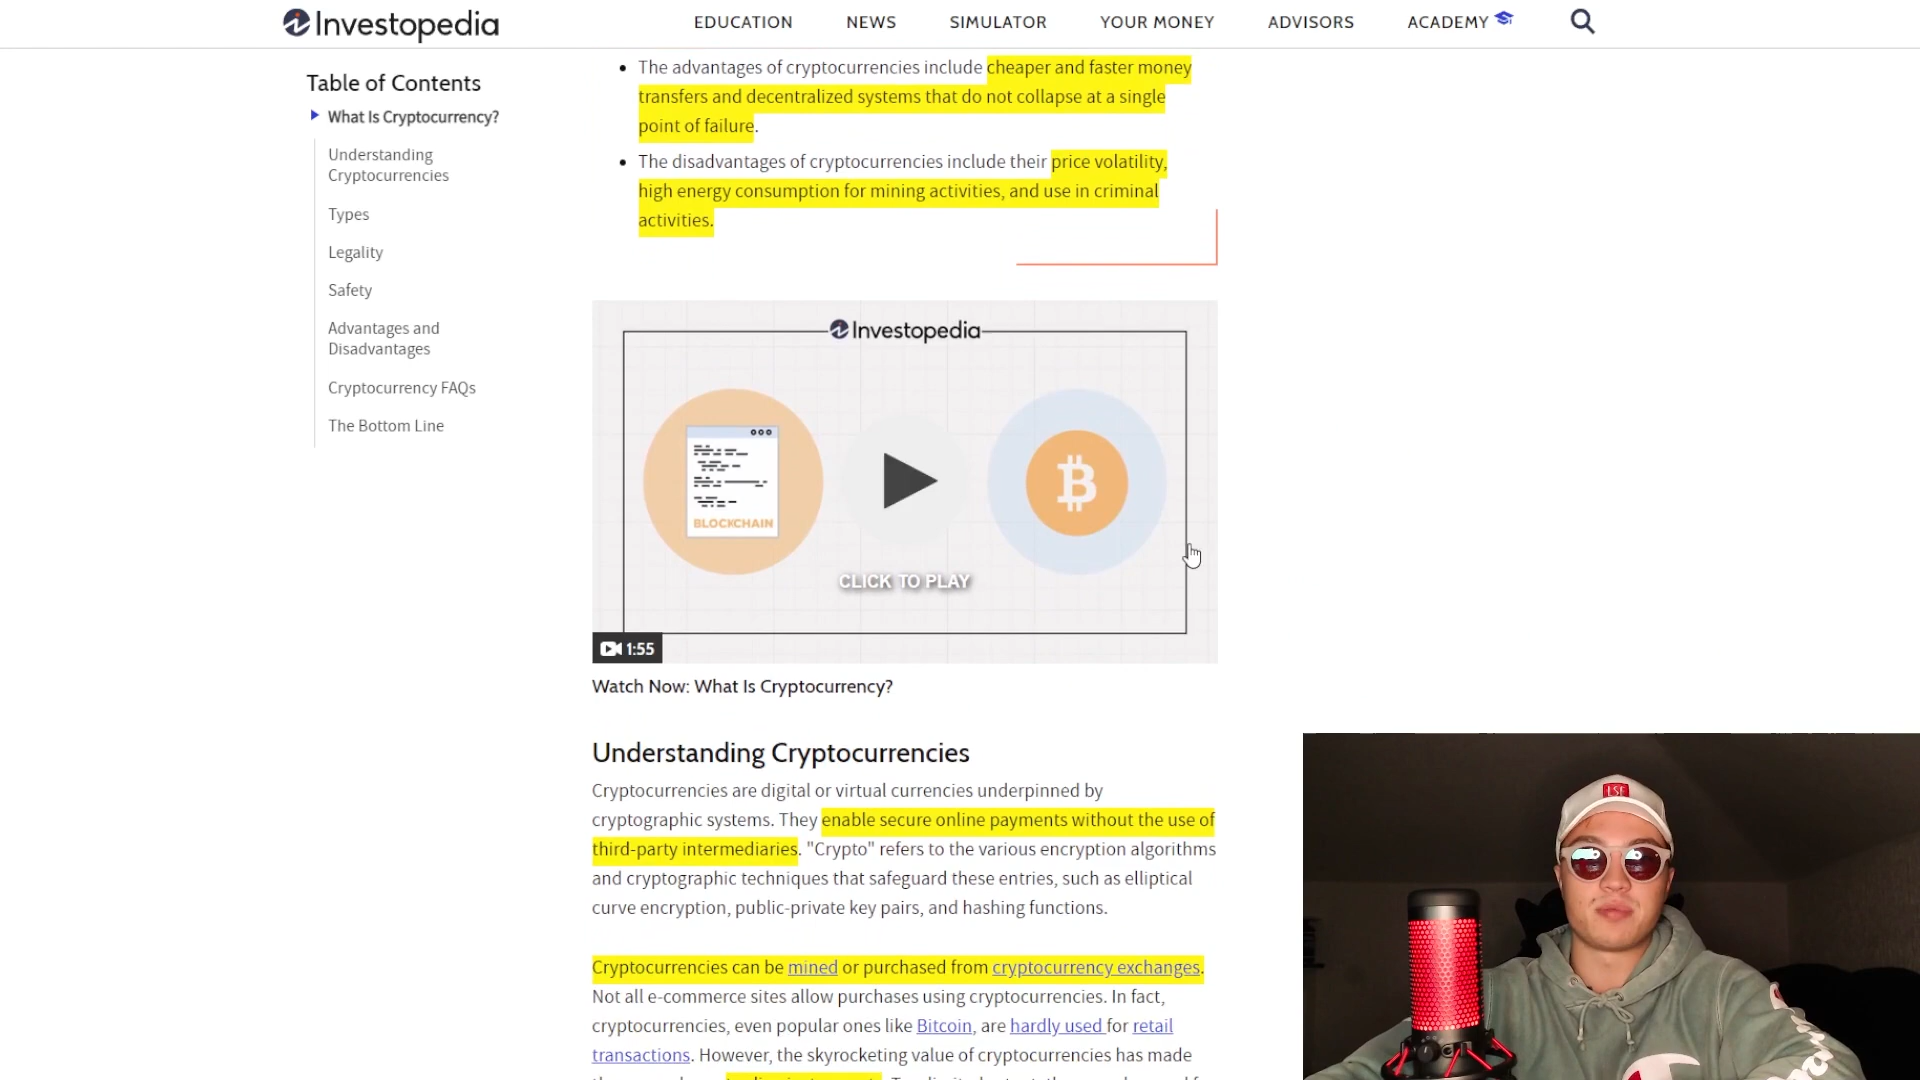 Investopedia
EDUCATION
NEWS
SIMULATOR
YOUR MONEY
ADVISORS
ACADEMY
Table of Contents
What Is Cryptocurrency?
Understanding
Cryptocurrencies
Types
Legality
Safety
Advantages and
Disadvantages
Cryptocurrency FAQs
The Bottom Line
The advantages of cryptocurrencies include cheaper and faster money
transfers and decentralized systems that do not collapse at a single
point of failure.
The disadvantages of cryptocurrencies include their price volatility,
high energy consumption for mining activities, and use in criminal
activities.
Investopedia
BLOCKCHAIN
CLICK TO PLAY
1:55
Watch Now: What Is Cryptocurrency?
Understanding Cryptocurrencies
Cryptocurrencies are digital or virtual currencies underpinned by
cryptographic systems. They enable secure online payments without the use of
third-party intermediaries. "Crypto" refers to the various encryption algorithms
and cryptographic techniques that safeguard these entries, such as elliptical
curve encryption, public-private key pairs, and hashing functions.
Cryptocurrencies can be mined or purchased from cryptocurrency exchanges.
Not all e-commerce sites allow purchases using cryptocurrencies. In fact,
cryptocurrencies, even popular ones like Bitcoin, are hardly used for retail
transactions. However, the skyrocketing value of cryptocurrencies has made